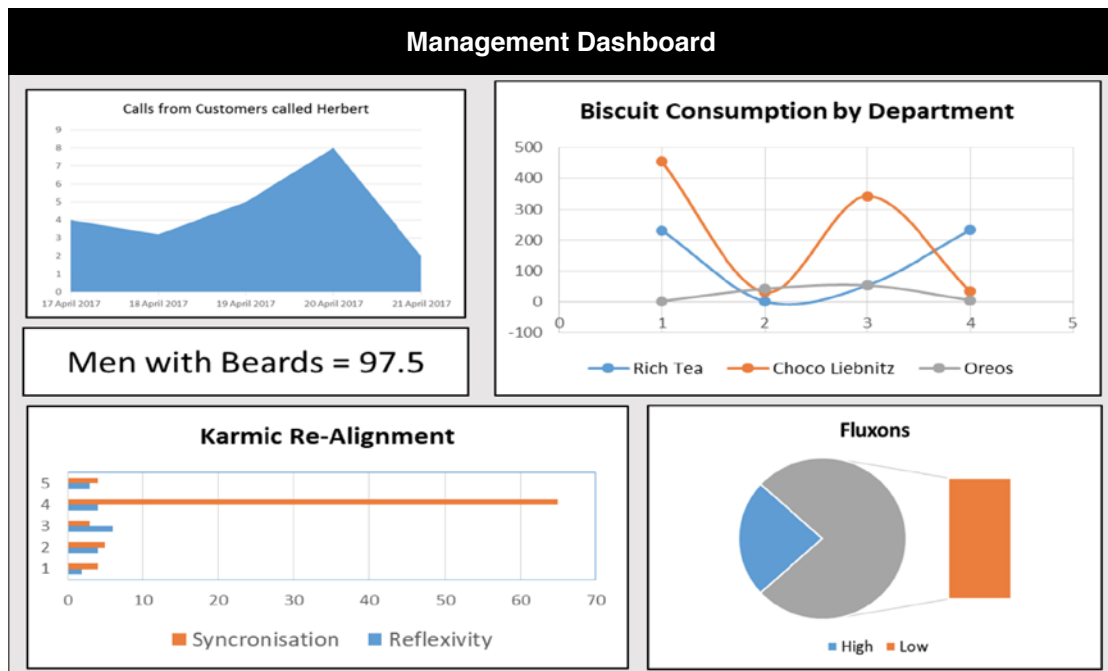 Management Dashboard
Calls from Customers called Herbert
9
8
7
6
5
4
3
2
1
0
17 April 2017 18 April 2017 19 April 2017 20 April 2017 21 April 2017
Men with Beards = 97.5
Biscuit Consumption by Department
500
400
300
200
100
0
-100
0 1 2 3 4 5
Rich Tea Choco Liebnitz Oreos
Karmic Re-Alignment
5
4
3
2
1
0 10 20 30 40 50 60 70
Syncronisation Reflexivity
Fluxons
High Low